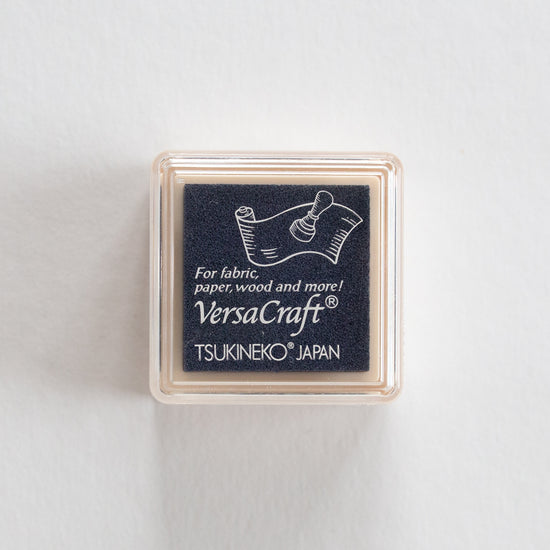 For fabric,
paper, wood and more!
VersaCraft®
TSUKINEKO® JAPAN